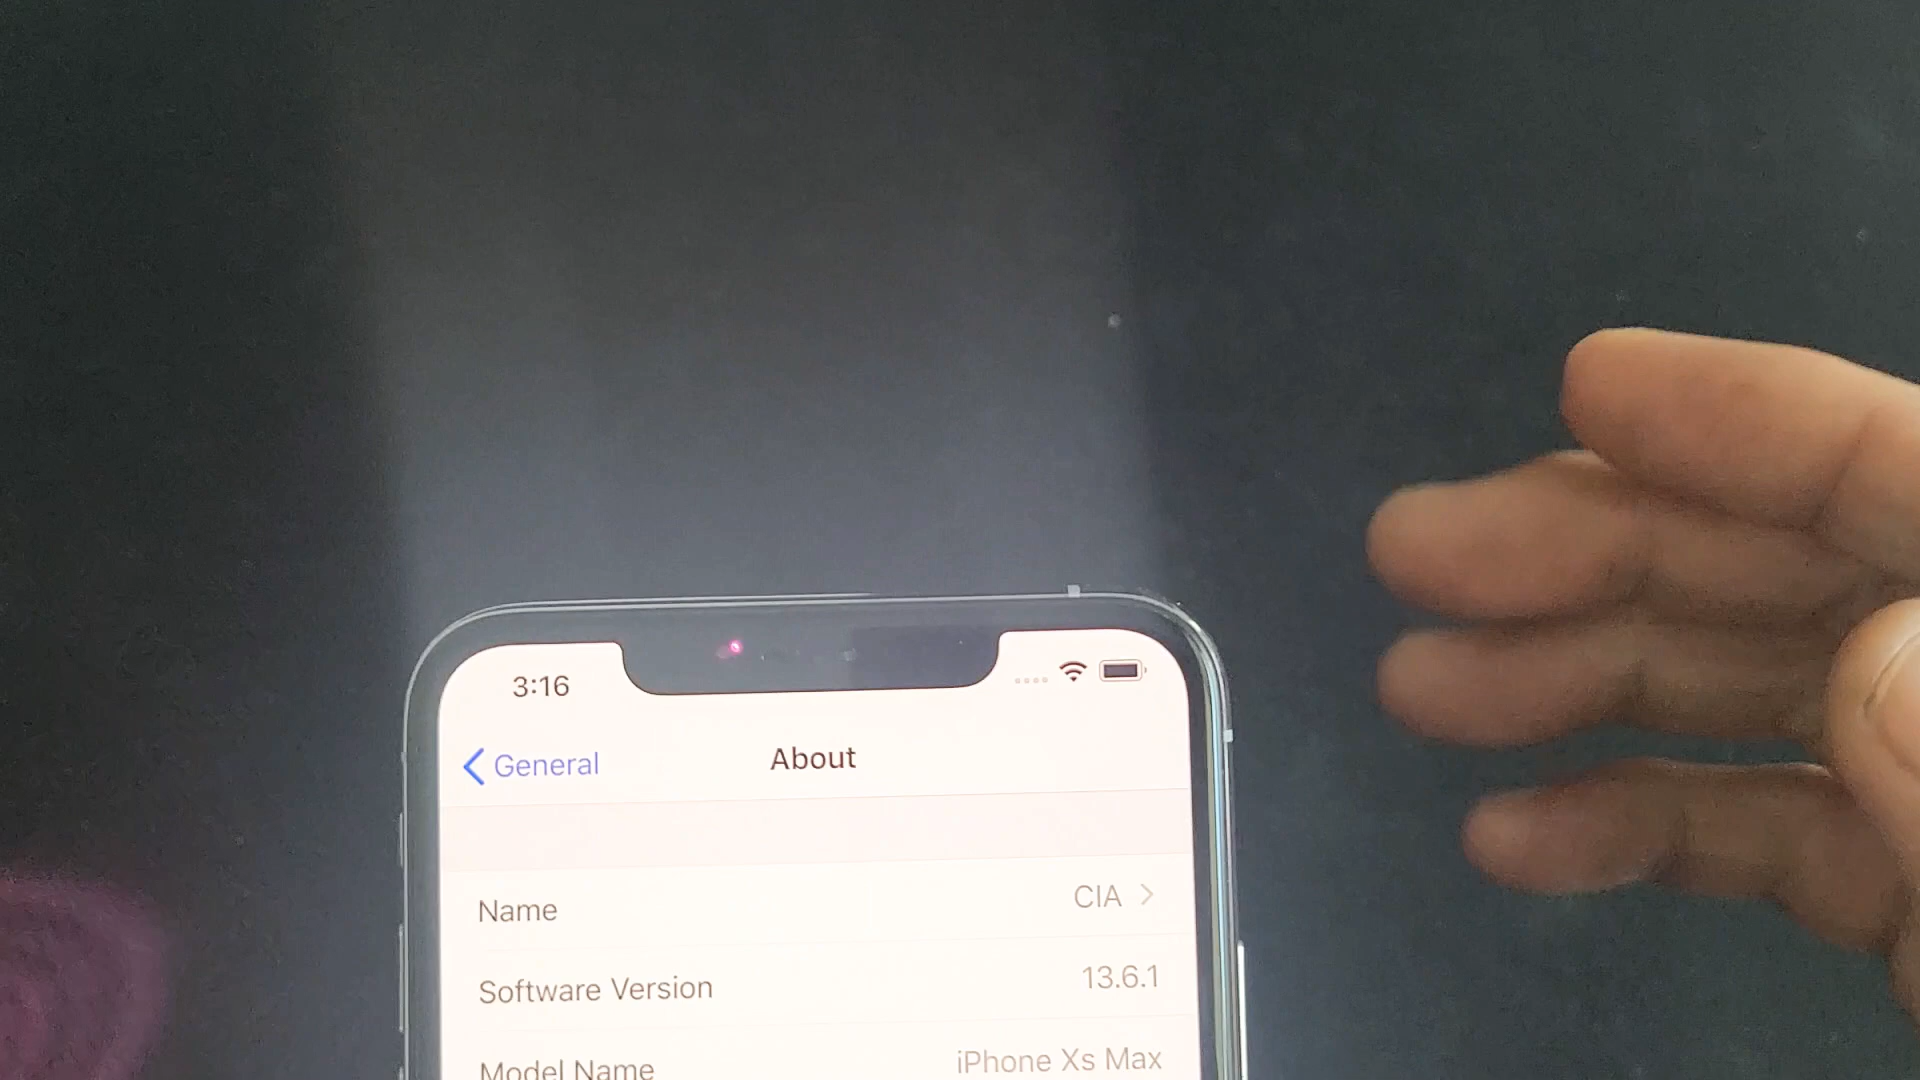 3:16
General
About
Name CIA
Software Version 13.6.1
Model Name iPhone Xs Max